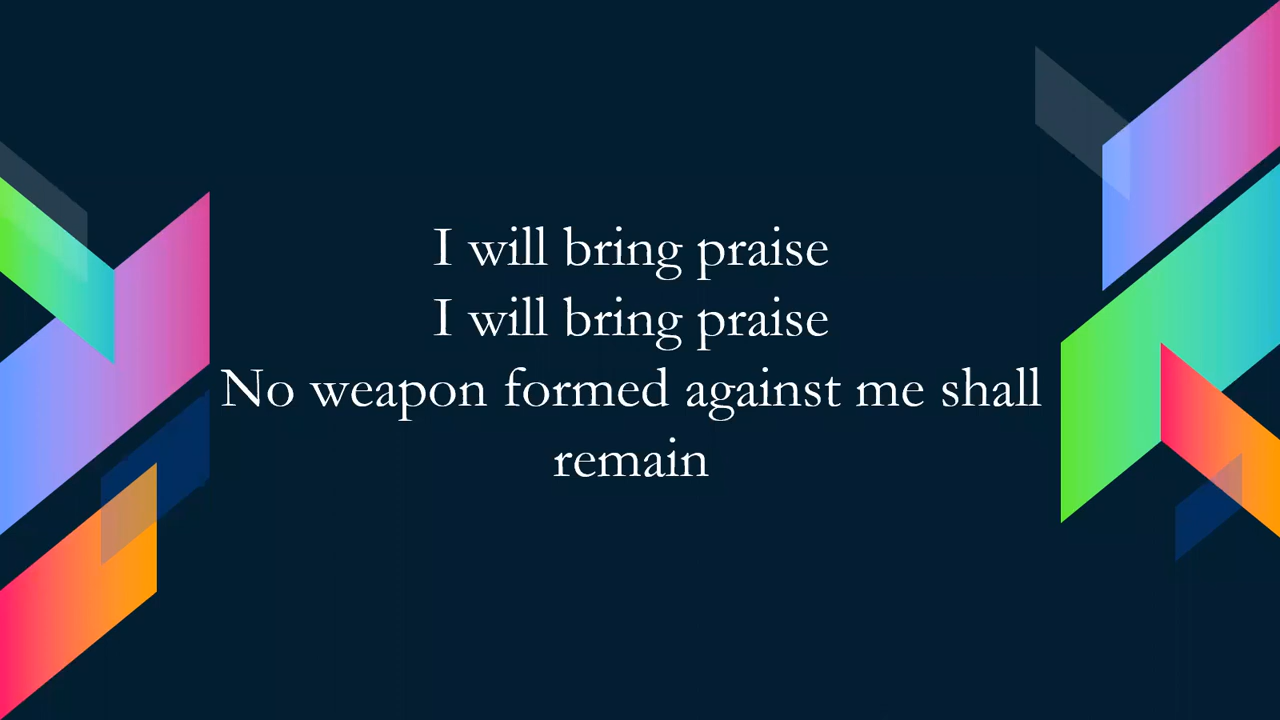 I will bring praise
I will bring praise
No weapon formed against me shall
remain